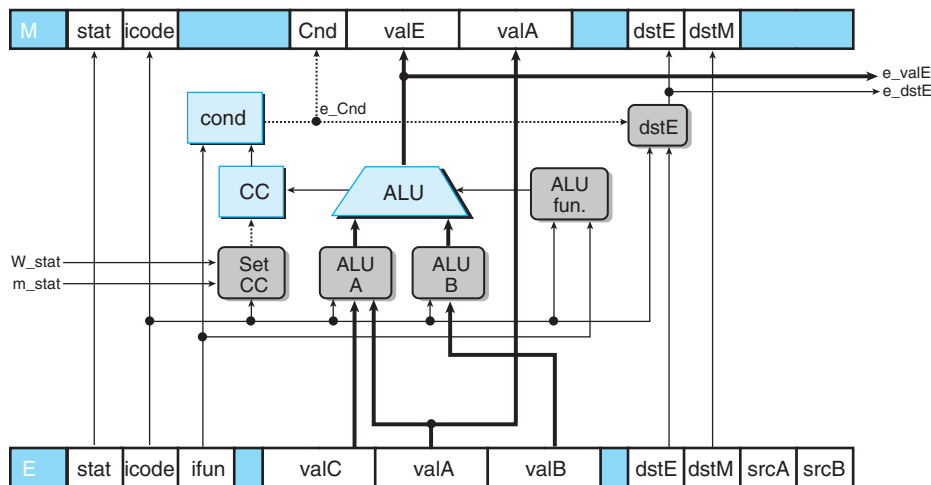 M stat icode Cnd valE valA dstE dstM
e_valE
e_dstE
e_Cnd
cond
dstE
CC
ALU
ALU
fun.
W_stat
m_stat
Set
CC
ALU
A
ALU
B
E stat icode ifun valC valA valB dstE dstM srcA srcB